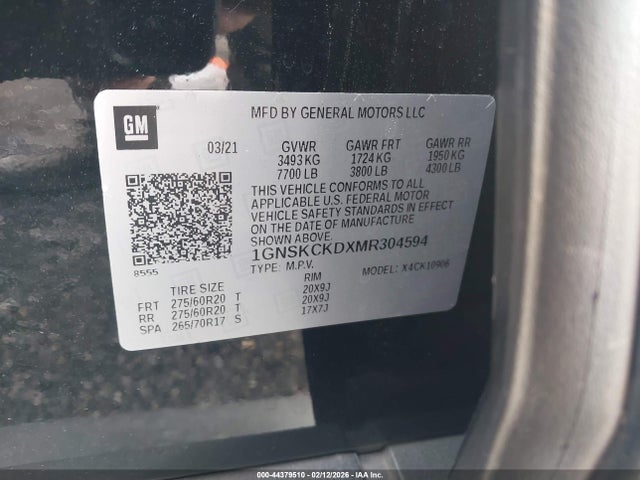 GM
MFD BY GENERAL MOTORS LLC
03/21 GVWR GAWR FRT GAWR RR
3493 KG 1724 KG 1950 KG
7700 LB 3800 LB 4300 LB
THIS VEHICLE CONFORMS TO ALL
APPLICABLE U.S. FEDERAL MOTOR
VEHICLE SAFETY STANDARDS IN EFFECT
ON THE DATE OF MANUFACTURE
SHOWN ABOVE.
1GNSKCKDXMR304594
8555
TYPE: M.P.V. MODEL: X4CK10906
TIRE SIZE RIM
FRT 275/60R20 T 20X9J
RR 275/60R20 T 20X9J
SPA 265/70R17 S 17X7J
000-44379510 - 02/12/2026 - IAA Inc.